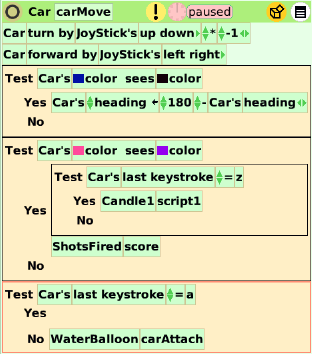 Car carMove ! paused
Car turn by JoyStick's up down * -1
Car forward by JoyStick's left right
Test Car's color sees color
Yes Car's heading ← 180 - Car's heading
No
Test Car's color sees color
Yes
Test Car's last keystroke = z
Yes Candle1 script1
No
ShotsFired score
No
Test Car's last keystroke = a
Yes
No WaterBalloon carAttach